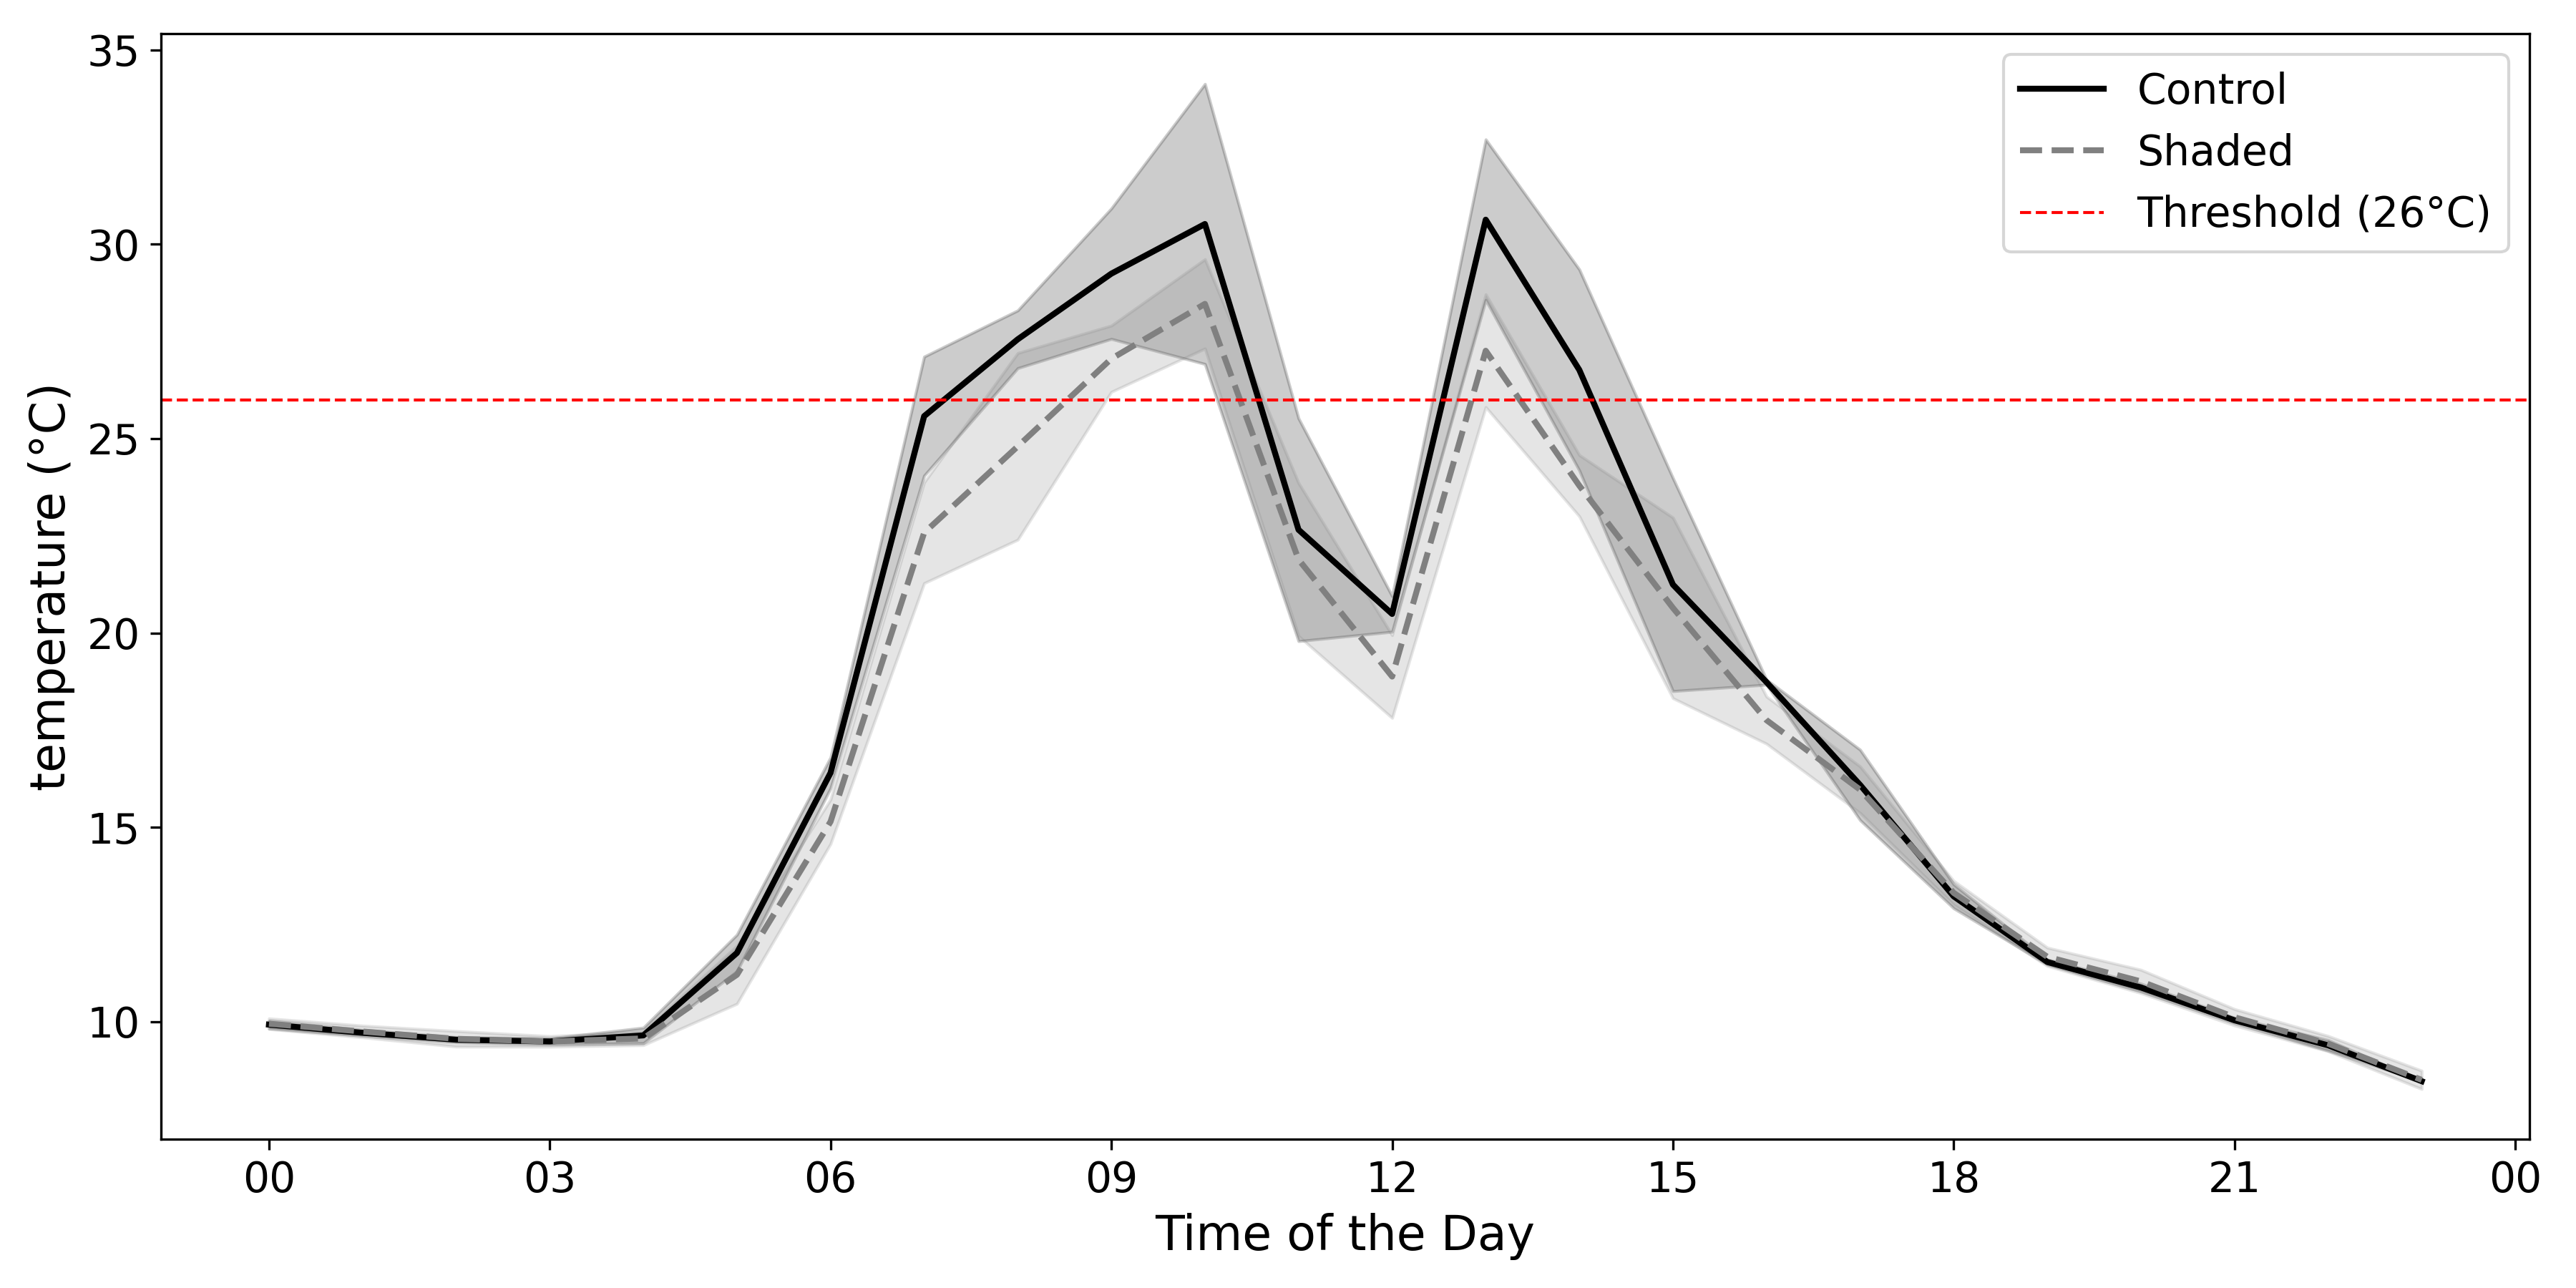 35
30
25
20
15
10
temperature (°C)
Control
Shaded
Threshold (26°C)
00 03 06 09 12 15 18 21 00
Time of the Day